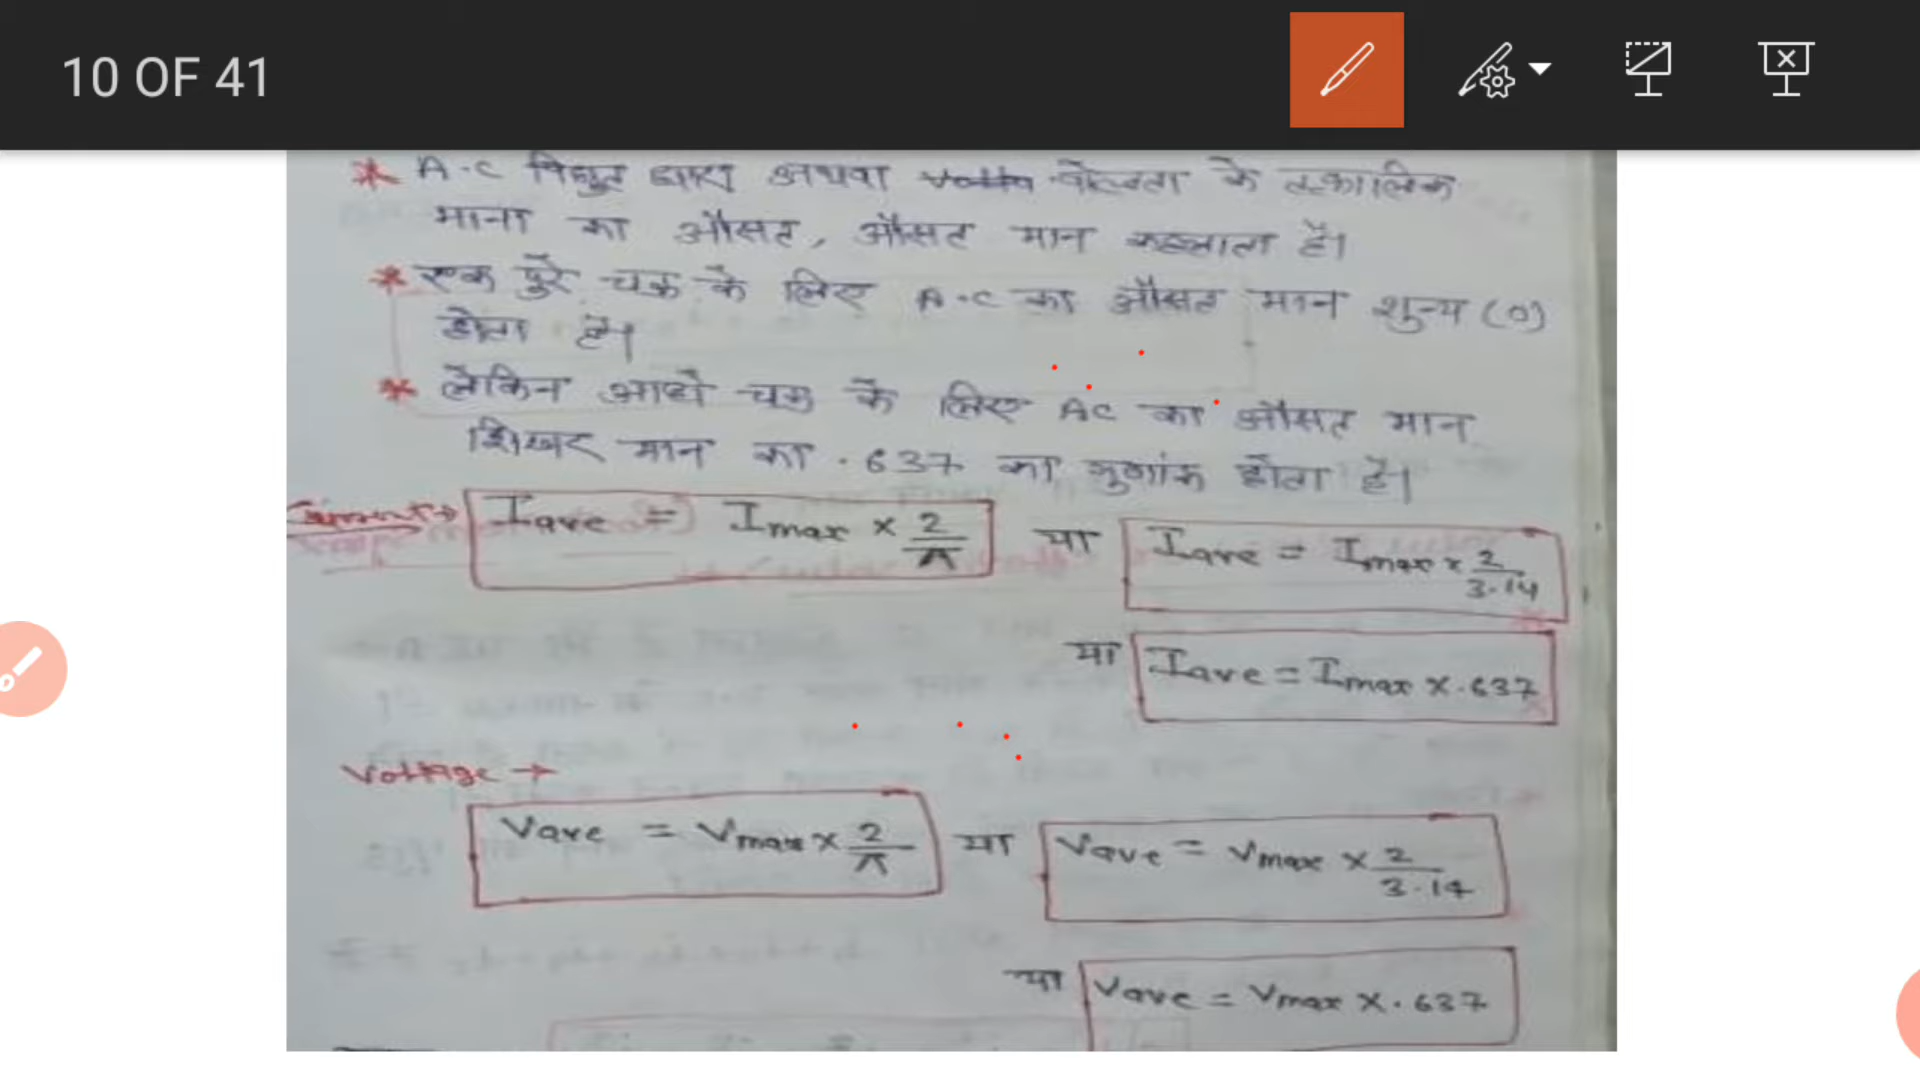 10 OF 41
* A.C विद्युत धारा अथवा वोल्टता के तत्कालिक
मानो का औसत, औसत मान कहलाता है।
* एक पुरे चक्र के लिए A.C का औसत मान शुन्य (0)
होता है।
* लेकिन आधे चक्र के लिए AC का औसत मान
शिखर मान का .637 का गुणांक होता है।
Current→ Iave = Imax × 2/π या Iave = Imax × 2/3.14
या Iave = Imax × .637
Voltage →
Vave = Vmax × 2/π या Vave = Vmax × 2/3.14
या Vave = Vmax × .637